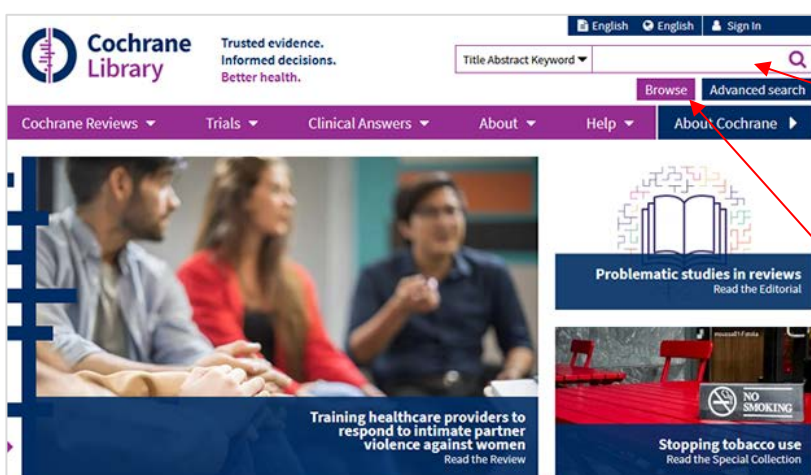 English English Sign In
Cochrane
Library
Trusted evidence.
Informed decisions.
Better health.
Title Abstract Keyword
Browse Advanced search
Cochrane Reviews Trials Clinical Answers About Help About Cochrane
Training healthcare providers to
respond to intimate partner
violence against women
Read the Review
Problematic studies in reviews
Read the Editorial
NO
SMOKING
Stopping tobacco use
Read the Special Collection